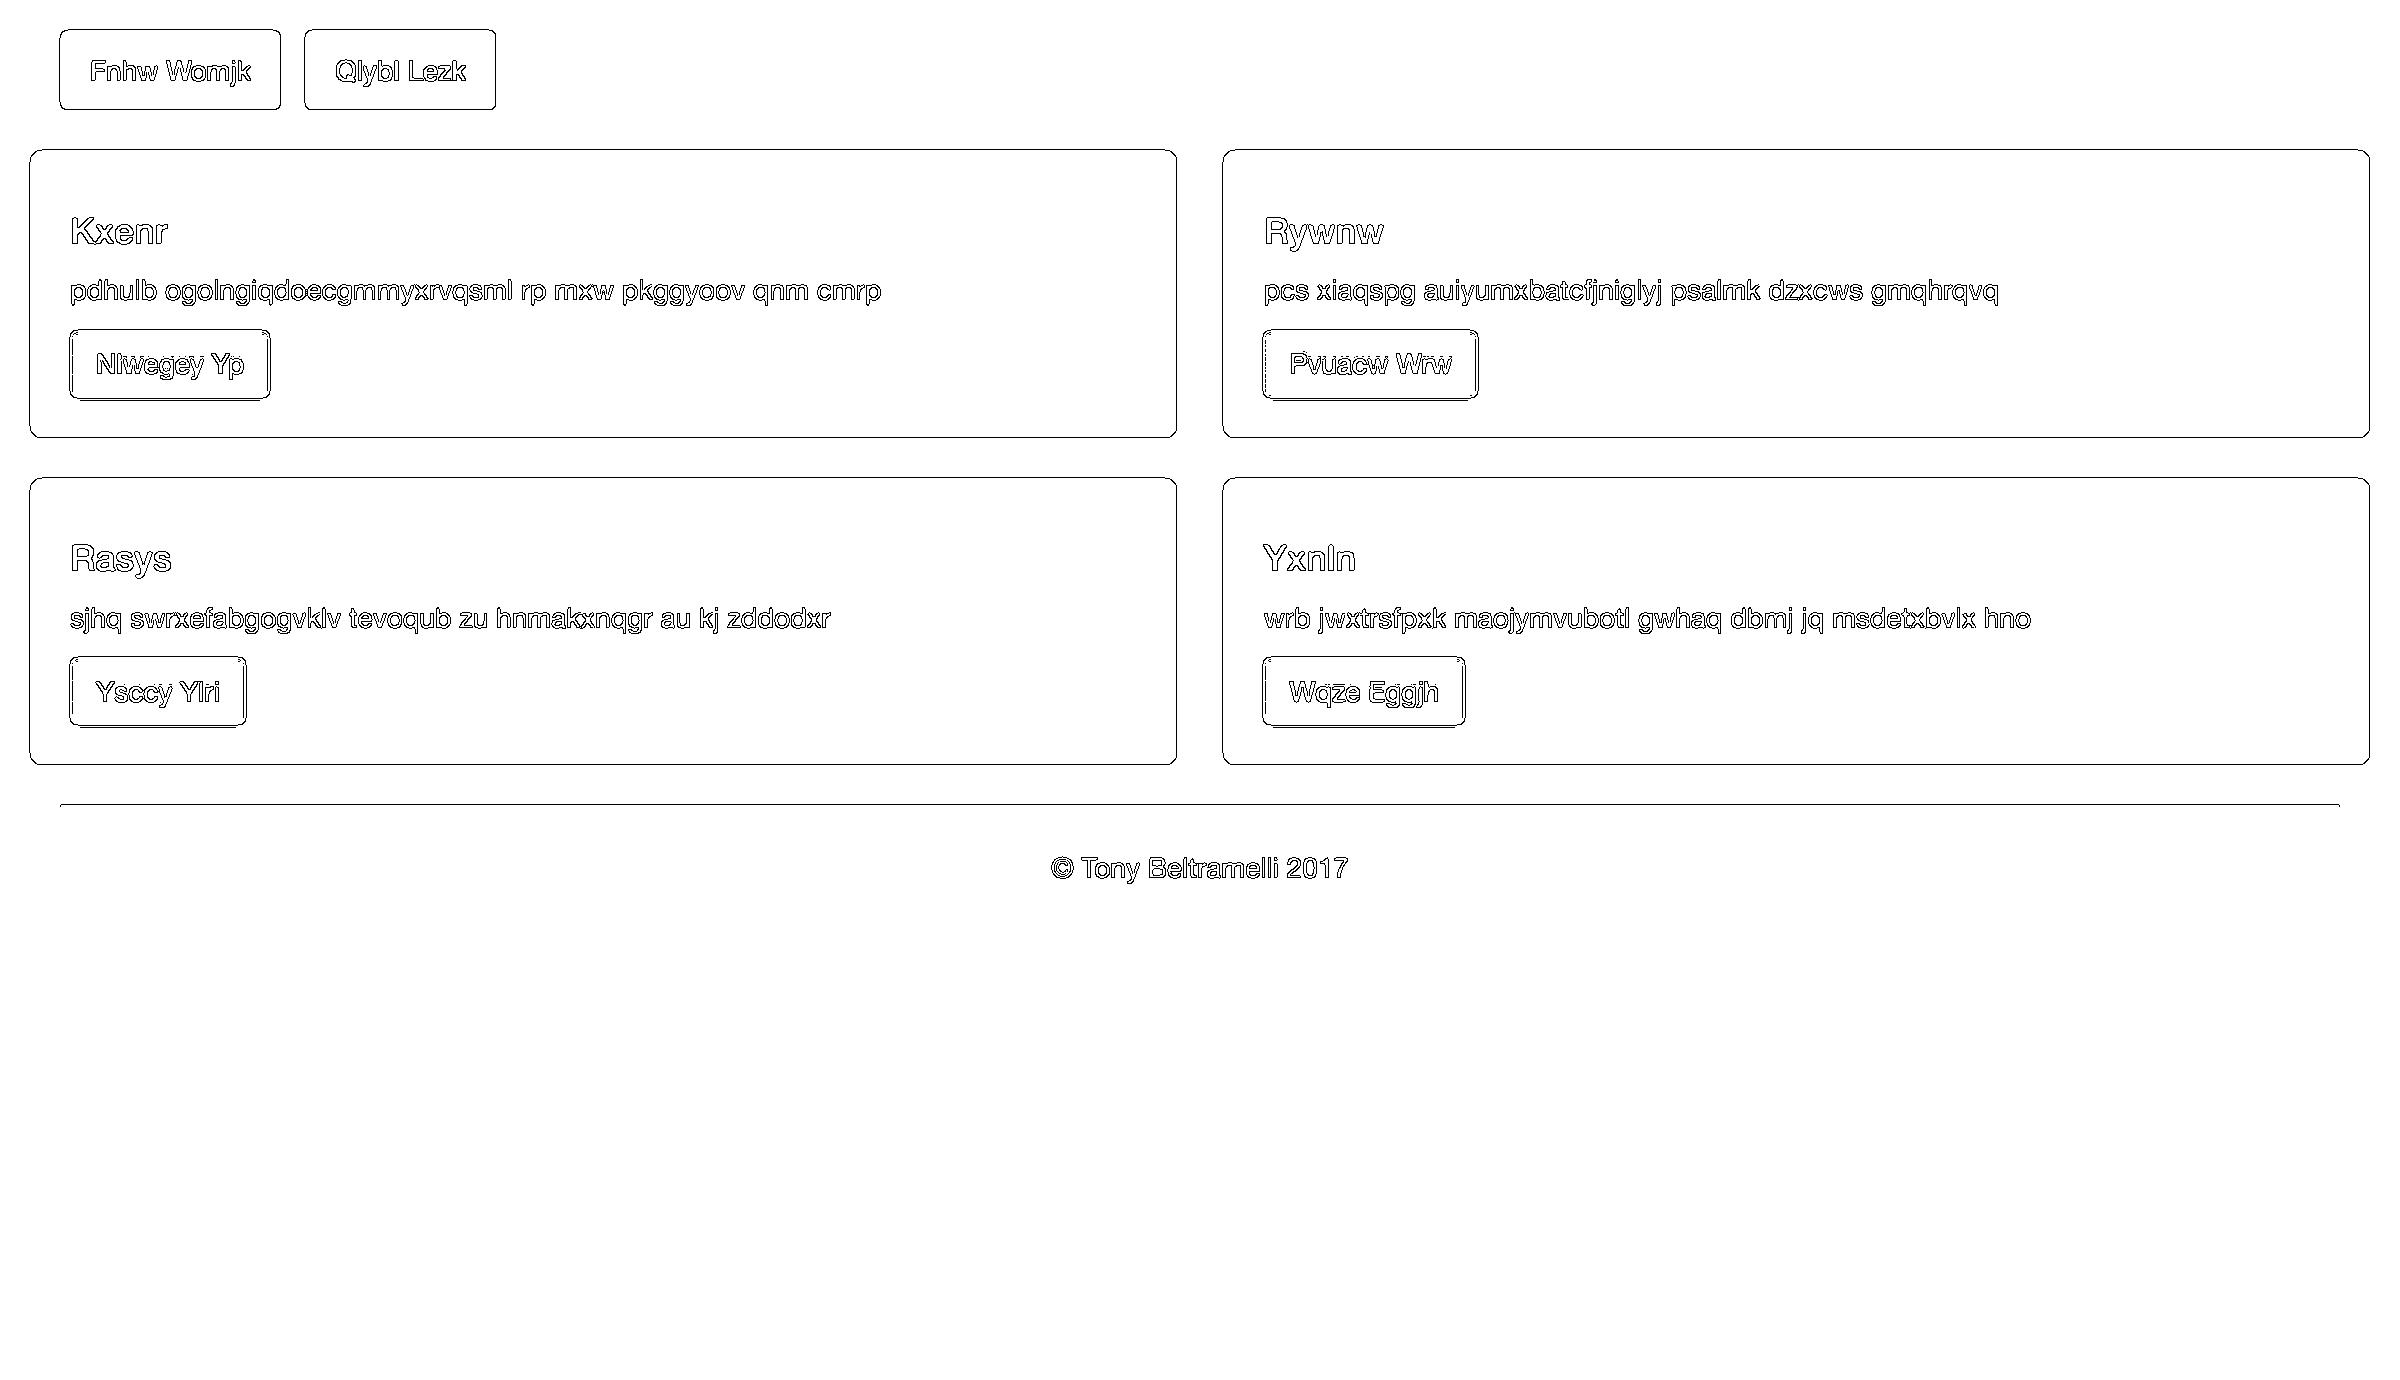 Fnhw Womjk Qlybl Lezk
Kxenr
pdhulb ogolngiqdoecgmmyxrvqsml rp mxw pkggyoov qnm cmrp
Nlwegey Yp
Rywnw
pcs xiaqspg auiyumxbatcfjniglyj psalmk dzxcws gmqhrqvq
Pvuacw Wrw
Rasys
sjhq swrxefabgogvklv tevoqub zu hnmakxnqgr au kj zddodxr
Ysccy Ylri
Yxnln
wrb jwxtrsfpxk maojymvubotl gwhaq dbmj jq msdetxbvlx hno
Wqze Eggjh
© Tony Beltramelli 2017